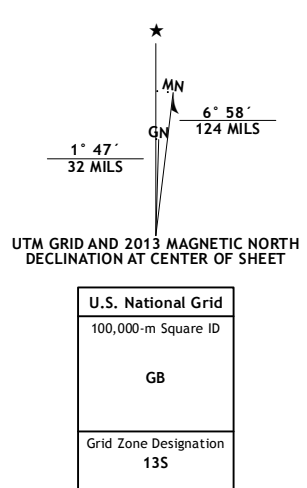 ★
MN
GN
6° 58´
124 MILS
1° 47´
32 MILS
UTM GRID AND 2013 MAGNETIC NORTH
DECLINATION AT CENTER OF SHEET
U.S. National Grid
100,000-m Square ID
GB
Grid Zone Designation
13S